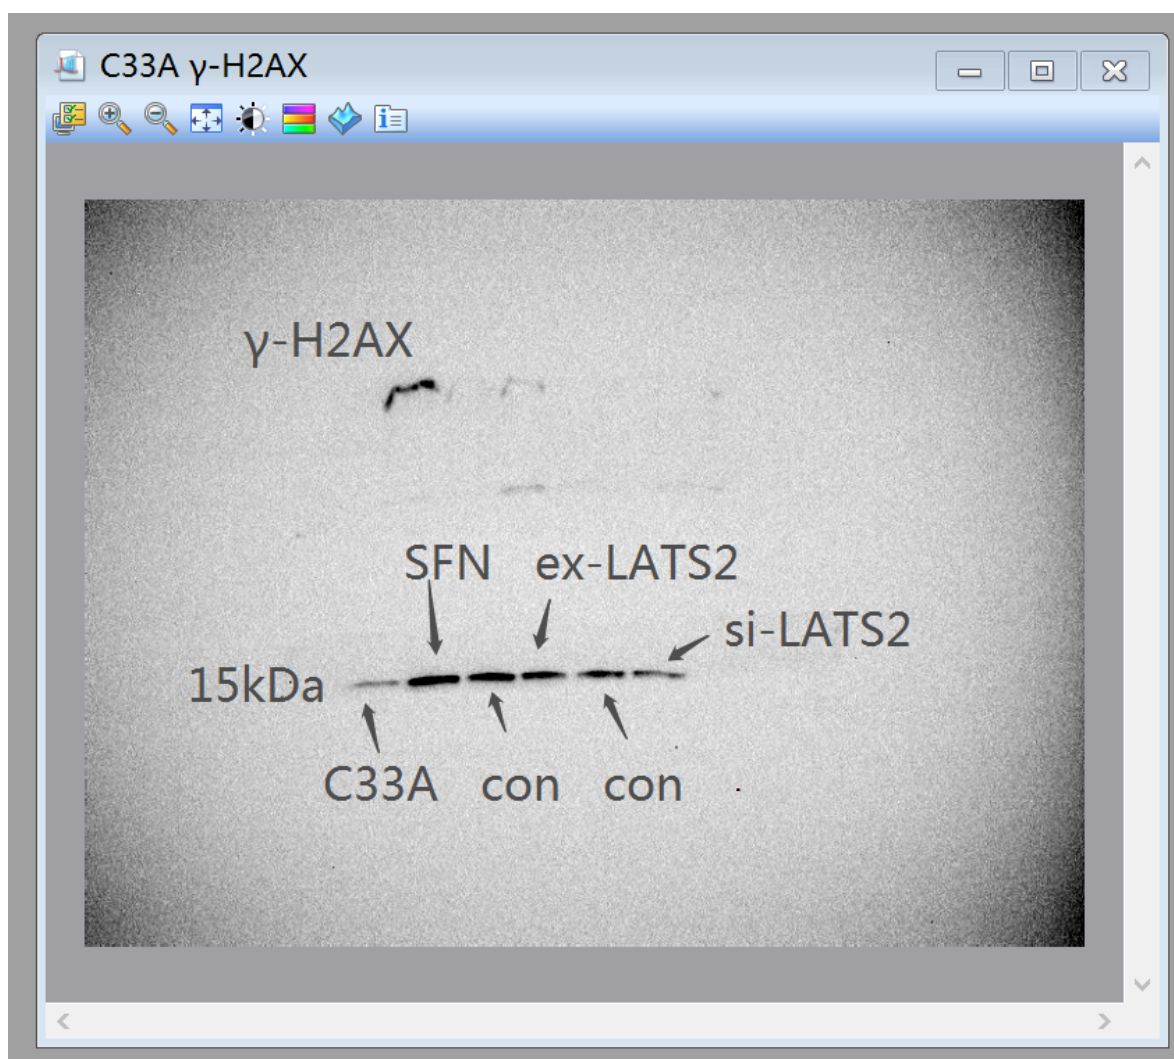 C33A γ-H2AX
γ-H2AX
SFN ex-LATS2
si-LATS2
15kDa
C33A con con